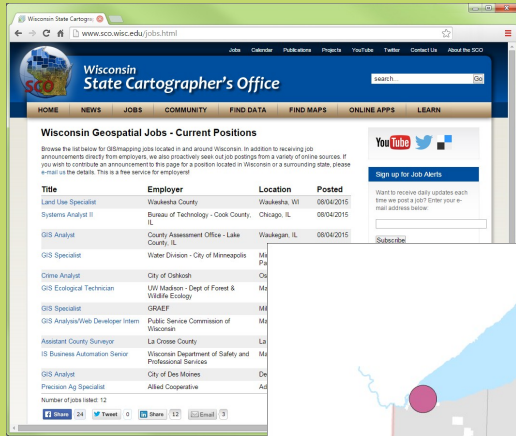 Wisconsin State Cartogra
www.sco.wisc.edu/jobs.html
Jobs Calendar Publications Projects YouTube Twitter Contact Us About the SCO
SCO
Wisconsin
State Cartographer's Office
search...
Go
HOME NEWS JOBS COMMUNITY FIND DATA FIND MAPS ONLINE APPS LEARN
Wisconsin Geospatial Jobs - Current Positions
Browse the list below for GIS/mapping jobs located in and around Wisconsin. In addition to receiving job
announcements directly from employers, we also proactively seek out job postings from a variety of online sources. If
you wish to contribute an announcement to this page for a position located in Wisconsin or a surrounding state, please
e-mail us the details. This is a free service for employers!
Title Employer Location Posted
Land Use Specialist Waukesha County Waukesha, WI 08/04/2015
Systems Analyst II Bureau of Technology - Cook County, Chicago, IL 08/04/2015
IL
GIS Analyst County Assessment Office - Lake Waukegan, IL 08/04/2015
County, IL
GIS Specialist Water Division - City of Minneapolis
Crime Analyst City of Oshkosh Os
GIS Ecological Technician UW Madison - Dept of Forest & Ma
Wildlife Ecology
GIS Specialist GRAEF Mil
GIS Analysis/Web Developer Intern Public Service Commission of Ma
Wisconsin
Assistant County Surveyor La Crosse County La
IS Business Automation Senior Wisconsin Department of Safety and Ma
Professional Services
GIS Analyst City of Des Moines De
Precision Ag Specialist Allied Cooperative Ad
Number of jobs listed: 12
Share 24 Tweet 0 Share 12 Email 3
YouTube
Sign up for Job Alerts
Want to receive daily updates each
time we post a job? Enter your e-
mail address below:
Subscribe